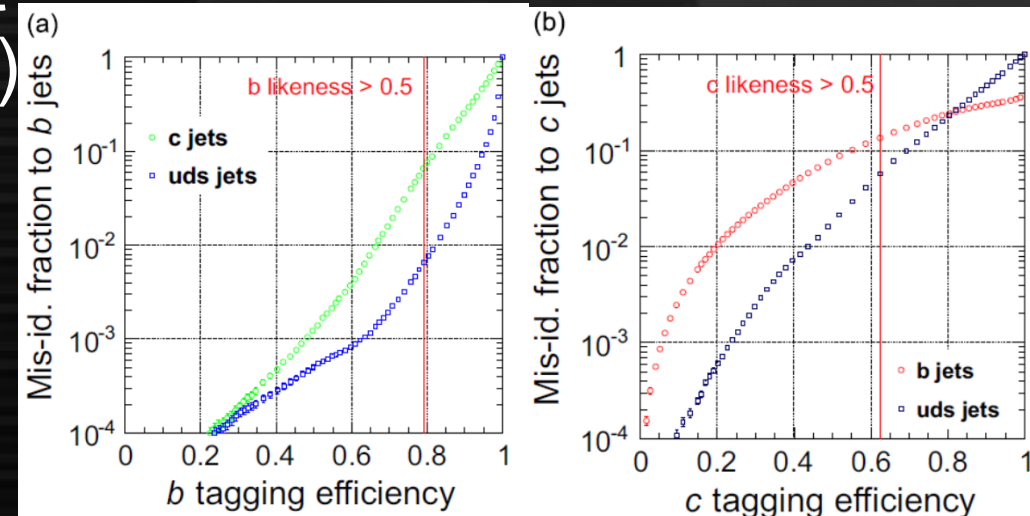 )
(a)
Mis-id. fraction to b jets
1
10⁻¹
10⁻²
10⁻³
10⁻⁴
b likeness > 0.5
c jets
uds jets
0 0.2 0.4 0.6 0.8 1
b tagging efficiency
(b)
Mis-id. fraction to c jets
1
10⁻¹
10⁻²
10⁻³
10⁻⁴
c likeness > 0.5
b jets
uds jets
0 0.2 0.4 0.6 0.8 1
c tagging efficiency